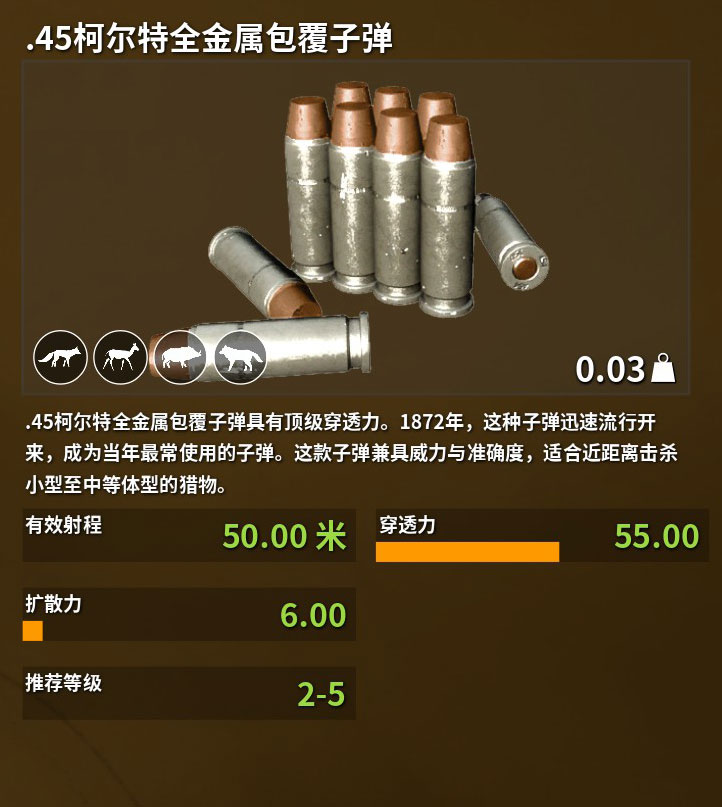 .45柯尔特全金属包覆子弹
0.03
.45柯尔特全金属包覆子弹具有顶级穿透力。1872年，这种子弹迅速流行开
来，成为当年最常使用的子弹。这款子弹兼具威力与准确度，适合近距离击杀
小型至中等体型的猎物。
有效射程 50.00 米
穿透力 55.00
扩散力 6.00
推荐等级 2-5